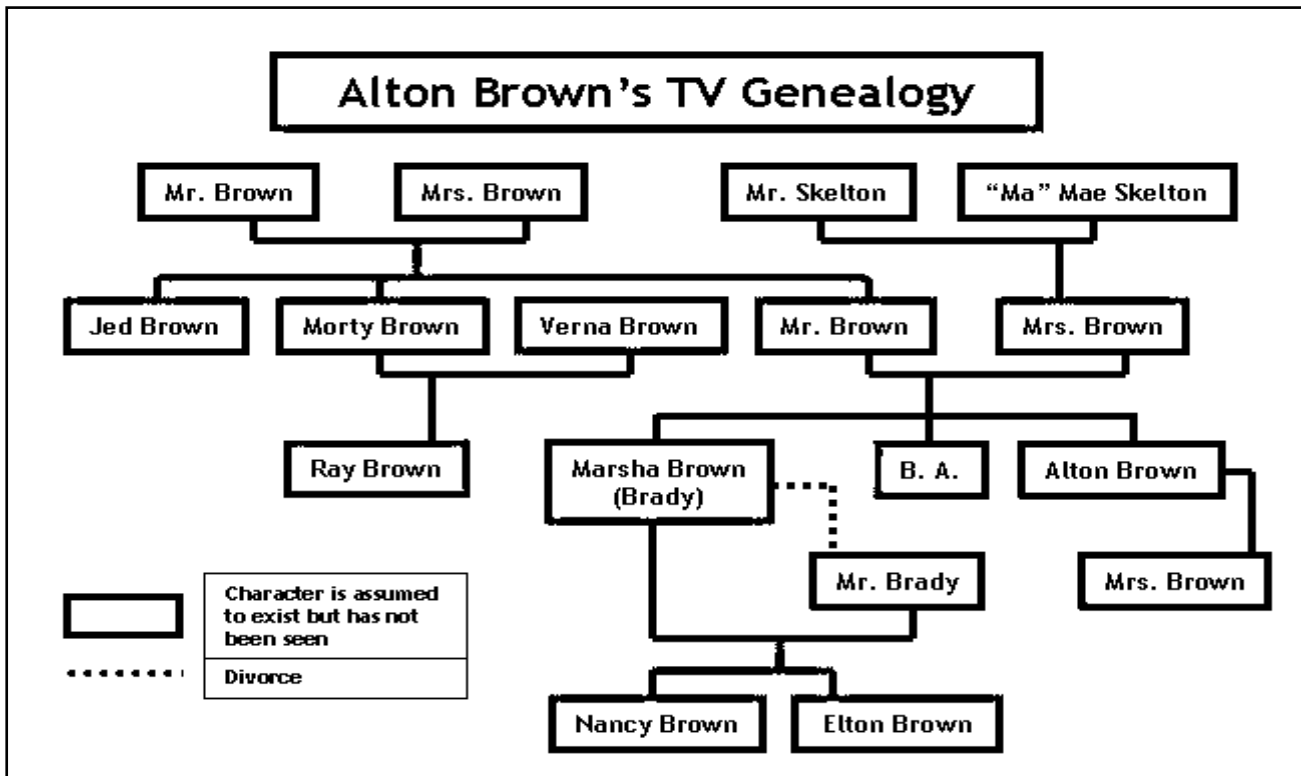 Alton Brown's TV Genealogy
Mr. Brown
Mrs. Brown
Mr. Skelton
“Ma” Mae Skelton
Jed Brown
Morty Brown
Verna Brown
Mr. Brown
Mrs. Brown
Ray Brown
Marsha Brown
(Brady)
B. A.
Alton Brown
Mr. Brady
Mrs. Brown
Character is assumed
to exist but has not
been seen
Divorce
Nancy Brown
Elton Brown